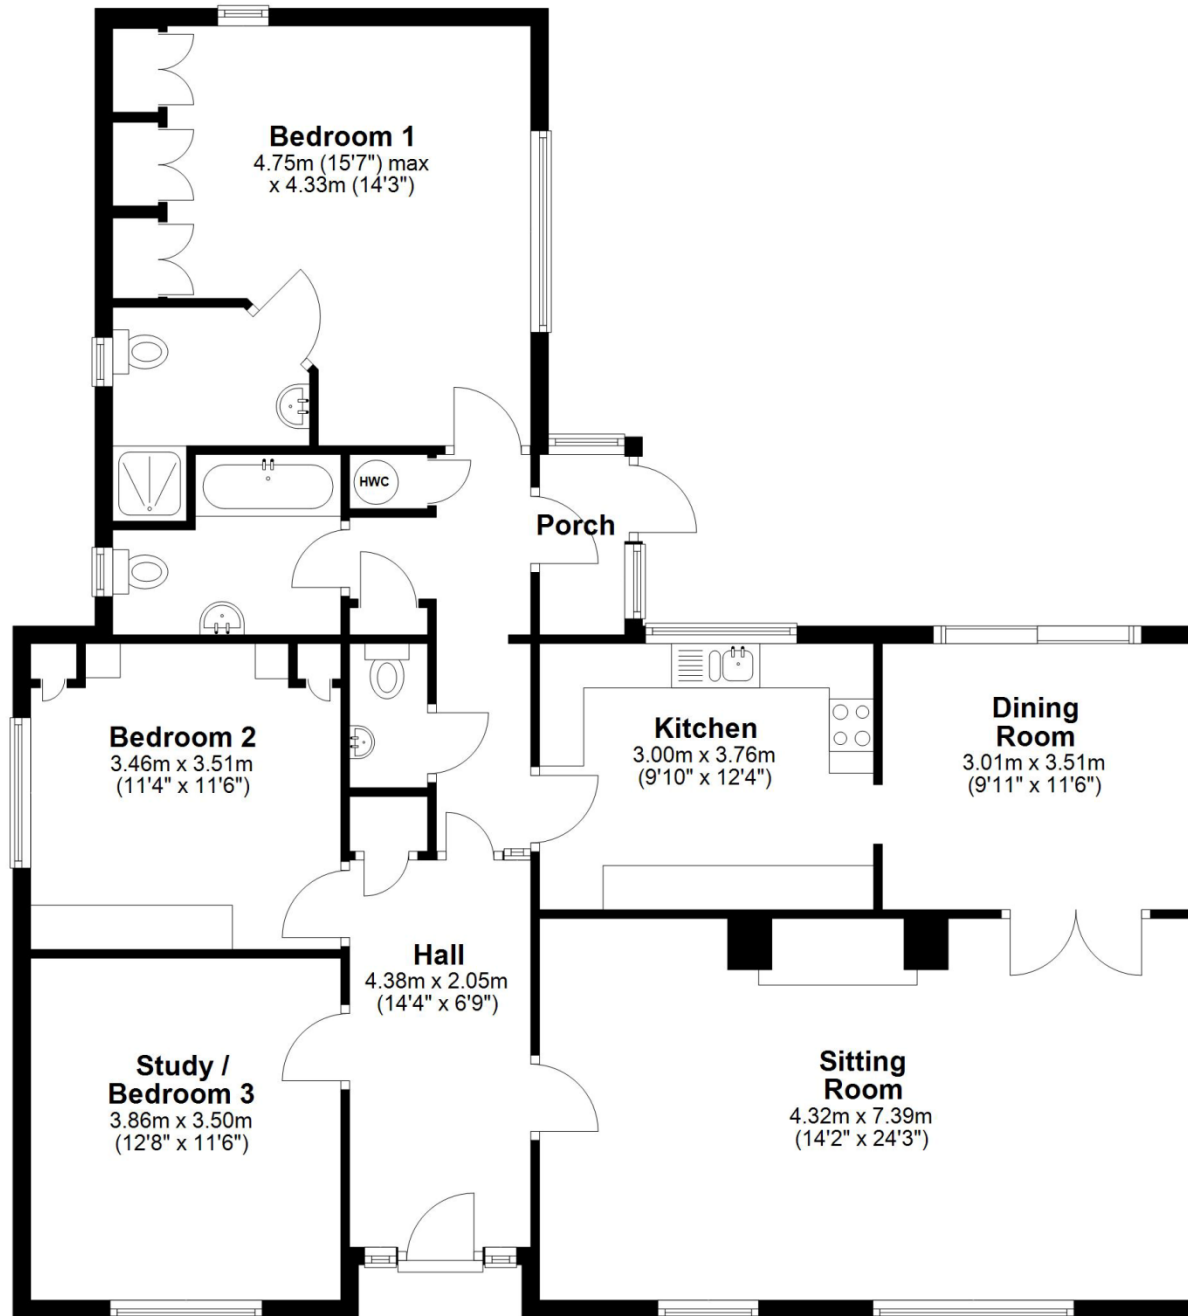 Bedroom 1
4.75m (15'7") max
x 4.33m (14'3")
HWC
Porch
Bedroom 2
3.46m x 3.51m
(11'4" x 11'6")
Kitchen
3.00m x 3.76m
(9'10" x 12'4")
Dining
Room
3.01m x 3.51m
(9'11" x 11'6")
Hall
4.38m x 2.05m
(14'4" x 6'9")
Study /
Bedroom 3
3.86m x 3.50m
(12'8" x 11'6")
Sitting
Room
4.32m x 7.39m
(14'2" x 24'3")